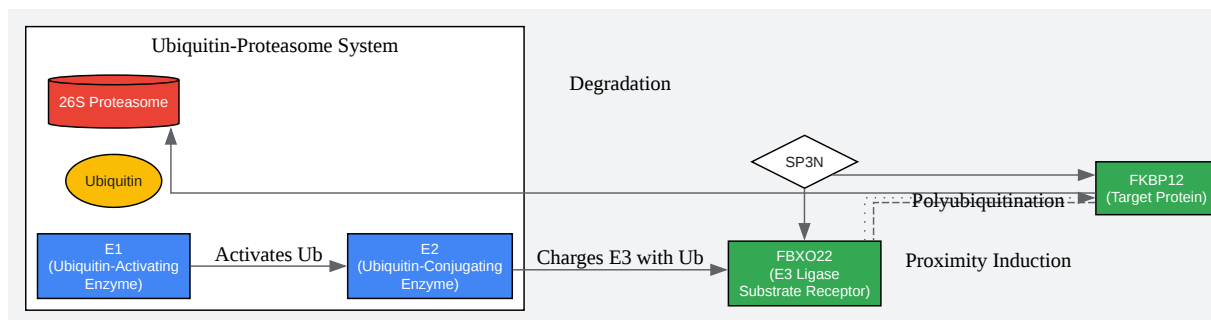 Ubiquitin-Proteasome System
Degradation
26S Proteasome
SP3N
Ubiquitin
FKBP12
(Target Protein)
Polyubiquitination
E1
(Ubiquitin-Activating
Enzyme)
Activates Ub
E2
(Ubiquitin-Conjugating
Enzyme)
Charges E3 with Ub
FBXO22
(E3 Ligase
Substrate Receptor)
Proximity Induction